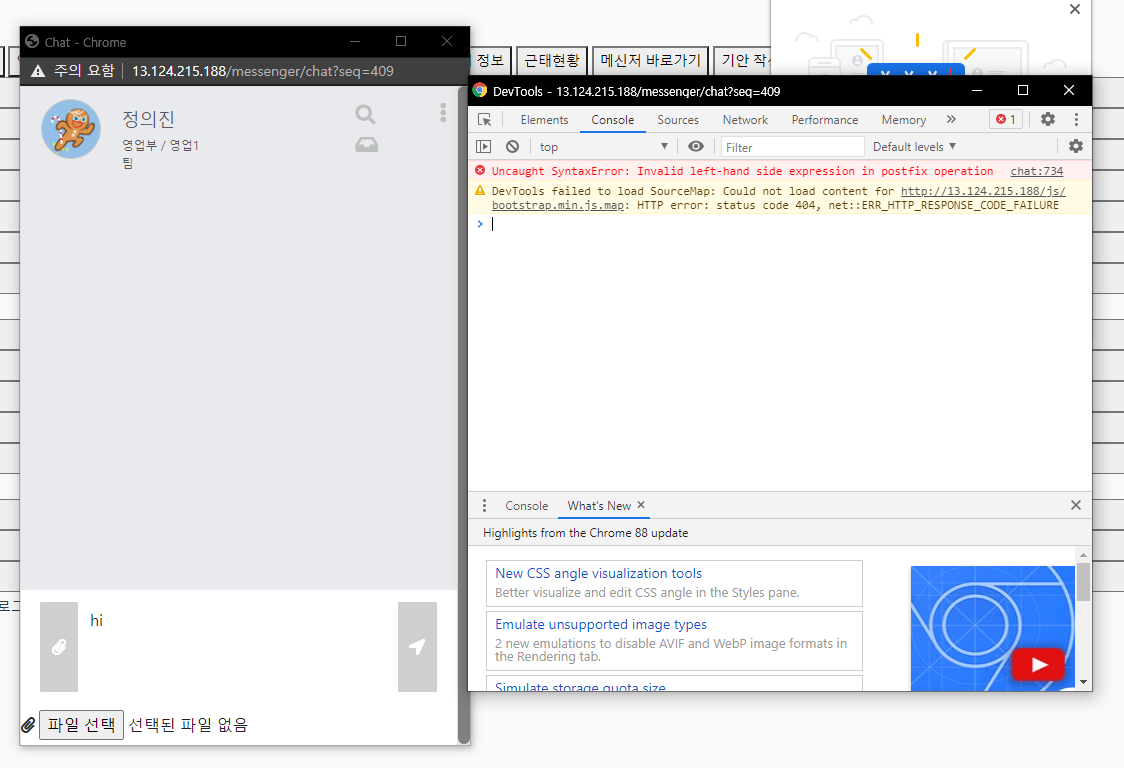 Chat - Chrome
주의 요함 | 13.124.215.188/messenger/chat?seq=409
정보
근태현황
메신저 바로가기
기안 작
정의진
영업부 / 영업1
팀
hi
파일 선택 선택된 파일 없음
DevTools - 13.124.215.188/messenger/chat?seq=409
Elements Console Sources Network Performance Memory » 1
top Filter Default levels
Uncaught SyntaxError: Invalid left-hand side expression in postfix operation chat:734
DevTools failed to load SourceMap: Could not load content for http://13.124.215.188/js/
bootstrap.min.js.map: HTTP error: status code 404, net::ERR_HTTP_RESPONSE_CODE_FAILURE
Console What's New
Highlights from the Chrome 88 update
New CSS angle visualization tools
Better visualize and edit CSS angle in the Styles pane.
Emulate unsupported image types
2 new emulations to disable AVIF and WebP image formats in
the Rendering tab.
Simulate storage quota size